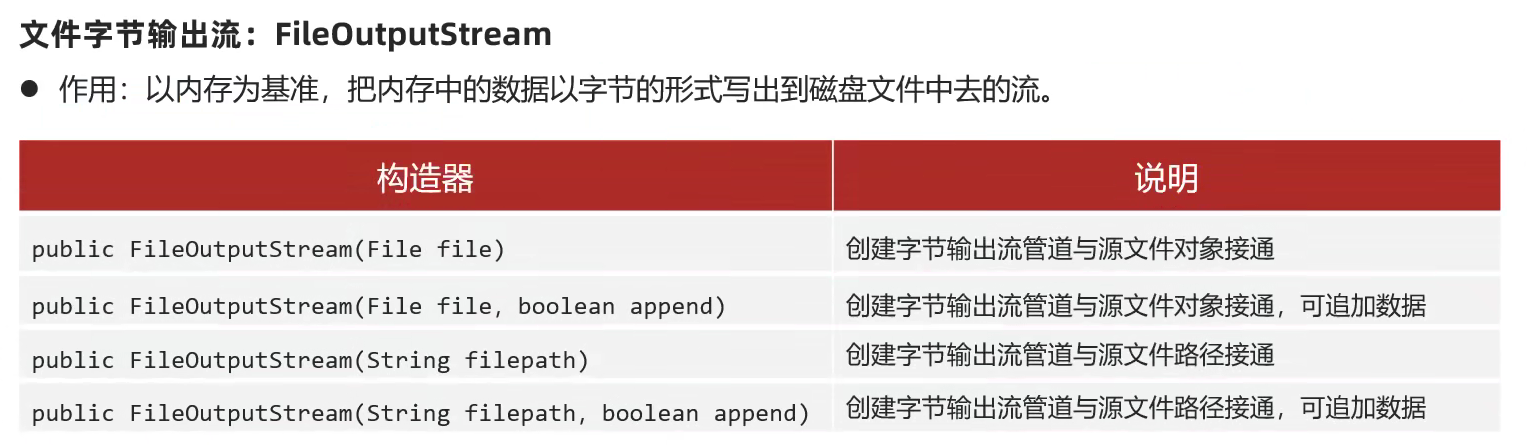 文件字节输出流：FileOutputStream
● 作用：以内存为基准，把内存中的数据以字节的形式写出到磁盘文件中去的流。
构造器 说明
public FileOutputStream(File file) 创建字节输出流管道与源文件对象接通
public FileOutputStream(File file, boolean append) 创建字节输出流管道与源文件对象接通，可追加数据
public FileOutputStream(String filepath) 创建字节输出流管道与源文件路径接通
public FileOutputStream(String filepath, boolean append) 创建字节输出流管道与源文件路径接通，可追加数据